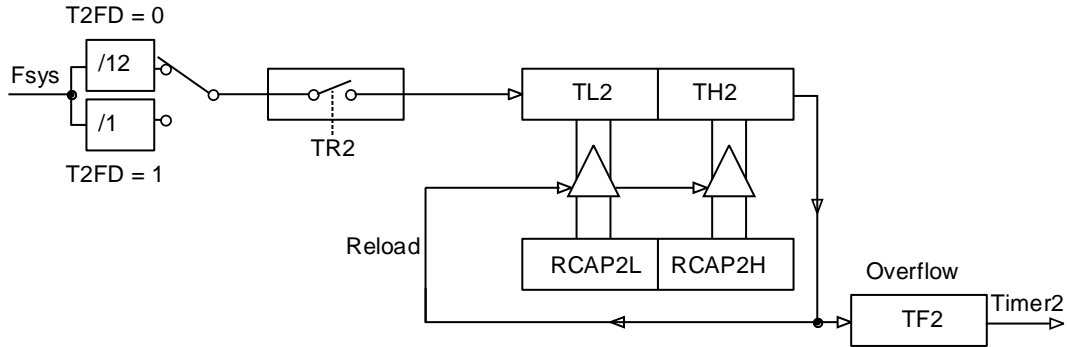 T2FD = 0
/12
Fsys
/1
T2FD = 1
TR2
TL2
TH2
Reload
RCAP2L
RCAP2H
Overflow
TF2
Timer2